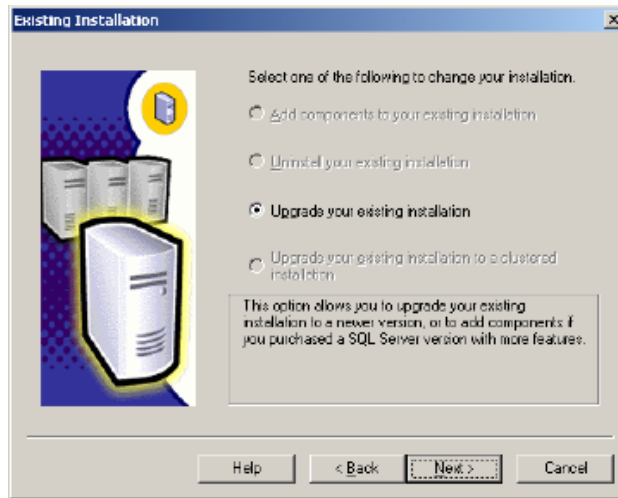 Existing Installation
Select one of the following to change your installation.
Add components to your existing installation
Uninstall your existing installation
Upgrade your existing installation
Upgrade your existing installation to a clustered
installation
This option allows you to upgrade your existing
installation to a newer version, or to add components if
you purchased a SQL Server version with more features.
Help
< Back
Next >
Cancel